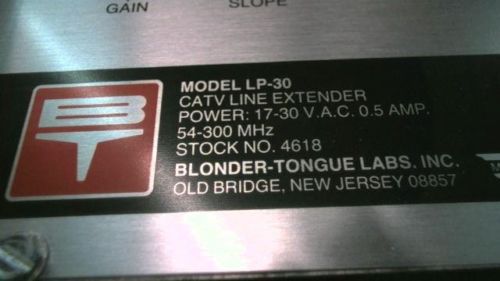 GAIN SLOPE
BT
MODEL LP-30
CATV LINE EXTENDER
POWER: 17-30 V.A.C. 0.5 AMP.
54-300 MHz
STOCK NO. 4618
BLONDER-TONGUE LABS. INC.
OLD BRIDGE, NEW JERSEY 08857